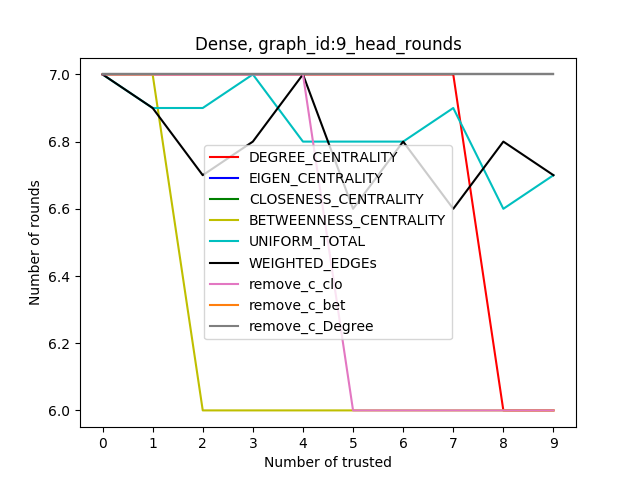 Dense, graph_id:9_head_rounds
7.0
6.8
6.6
6.4
6.2
6.0
Number of rounds
DEGREE_CENTRALITY
EIGEN_CENTRALITY
CLOSENESS_CENTRALITY
BETWEENNESS_CENTRALITY
UNIFORM_TOTAL
WEIGHTED_EDGEs
remove_c_clo
remove_c_bet
remove_c_Degree
0 1 2 3 4 5 6 7 8 9
Number of trusted